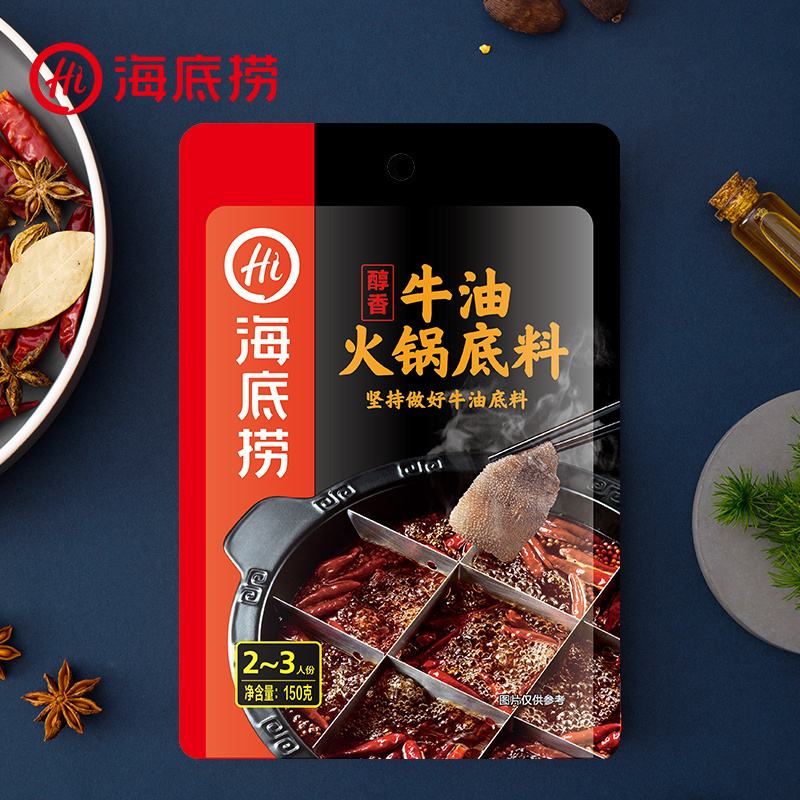 Hi 海底捞
Hi
海底捞
醇香
牛油
火锅底料
坚持做好牛油底料
2~3人份
净含量：150克
图片仅供参考